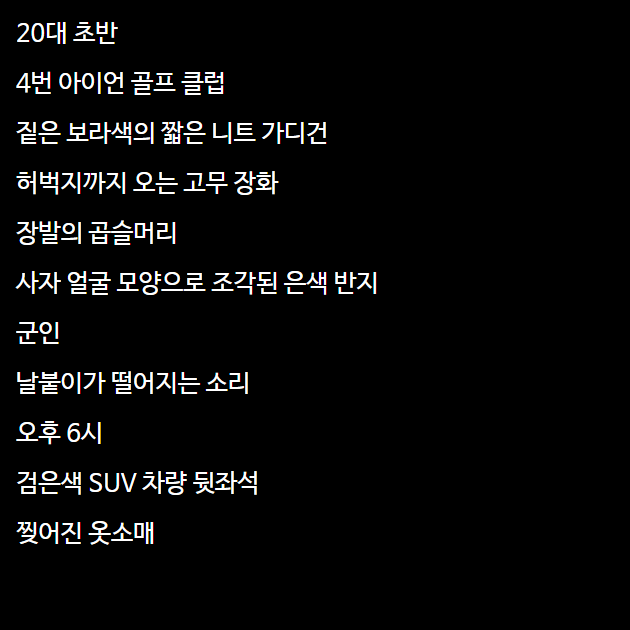 20대 초반
4번 아이언 골프 클럽
짙은 보라색의 짧은 니트 가디건
허벅지까지 오는 고무 장화
장발의 곱슬머리
사자 얼굴 모양으로 조각된 은색 반지
군인
날붙이가 떨어지는 소리
오후 6시
검은색 SUV 차량 뒷좌석
찢어진 옷소매